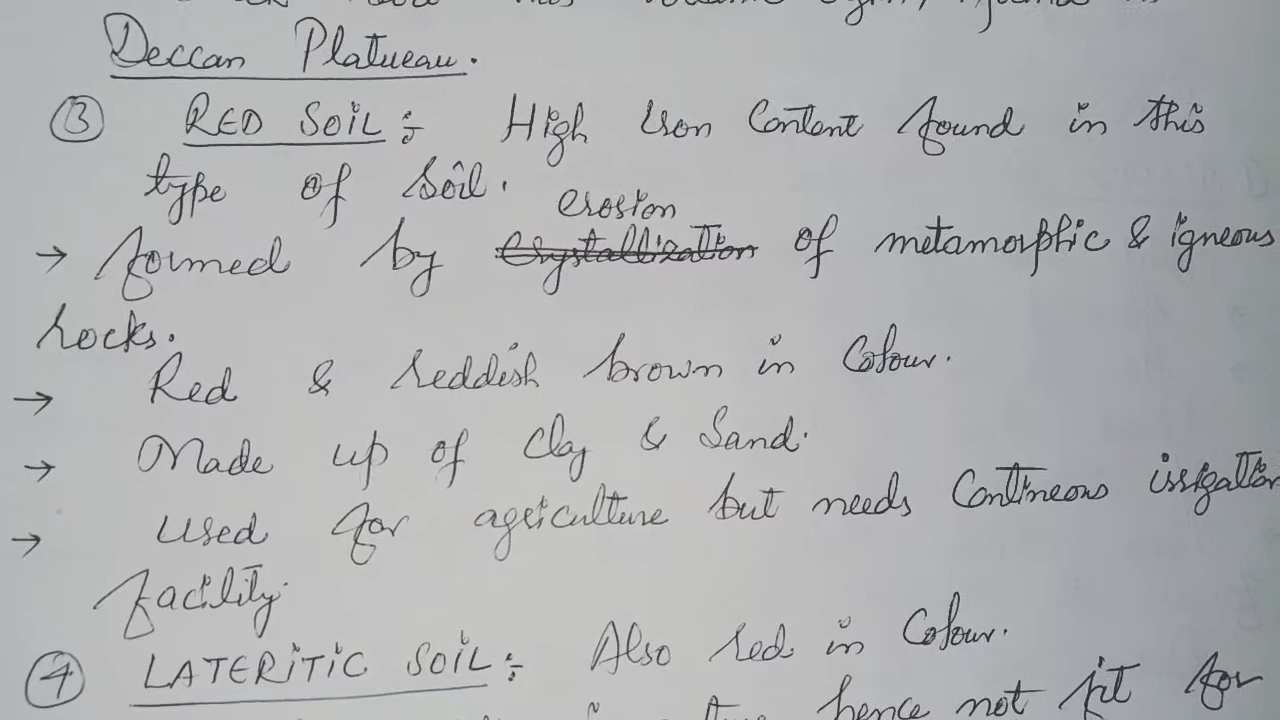 Deccan Platueau.
③ RED SOIL:- High iron Content found in this
type of Soil.
erosion
→ formed by Crystallization of metamorphic & igneous
rocks.
→ Red & reddish brown in Colour.
→ Made up of Clay & Sand.
→ used for agriculture but needs Contineous irrigation
facility.
④ LATERITIC SOIL:- Also red in Colour.
hence not fit for